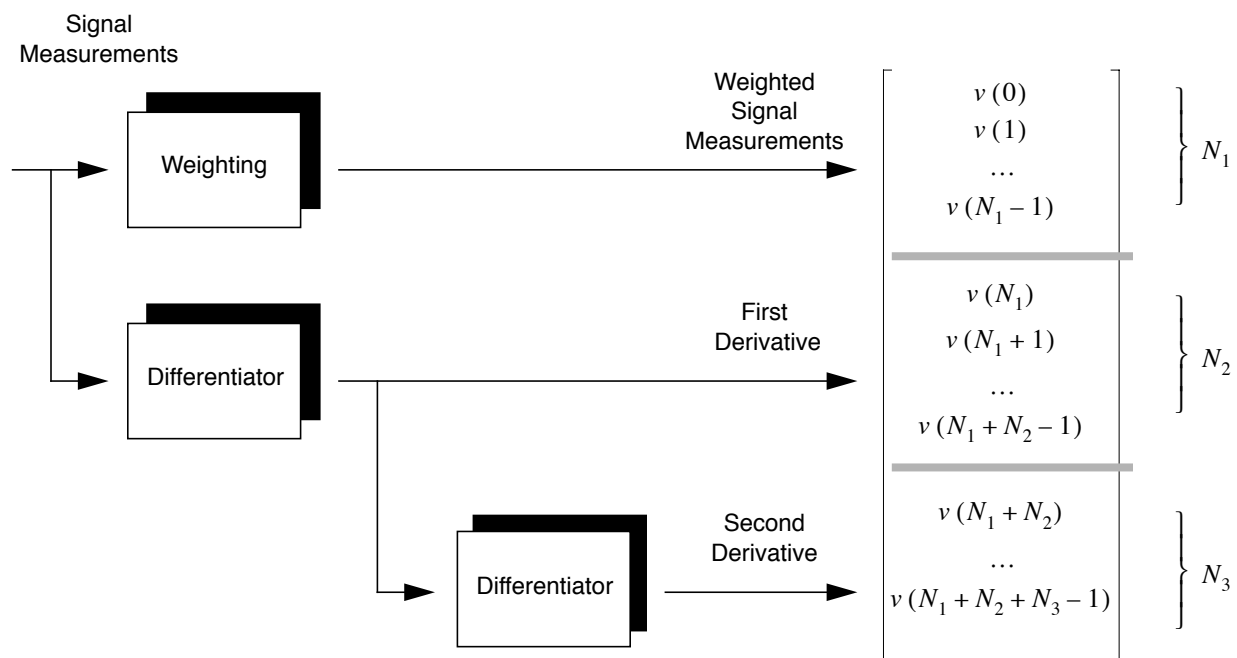 Signal
Measurements
Weighting
Weighted
Signal
Measurements
v (0)
v (1)
…
v (N₁ – 1)
N₁
Differentiator
First
Derivative
v (N₁)
v (N₁ + 1)
…
v (N₁ + N₂ – 1)
N₂
Differentiator
Second
Derivative
v (N₁ + N₂)
…
v (N₁ + N₂ + N₃ – 1)
N₃